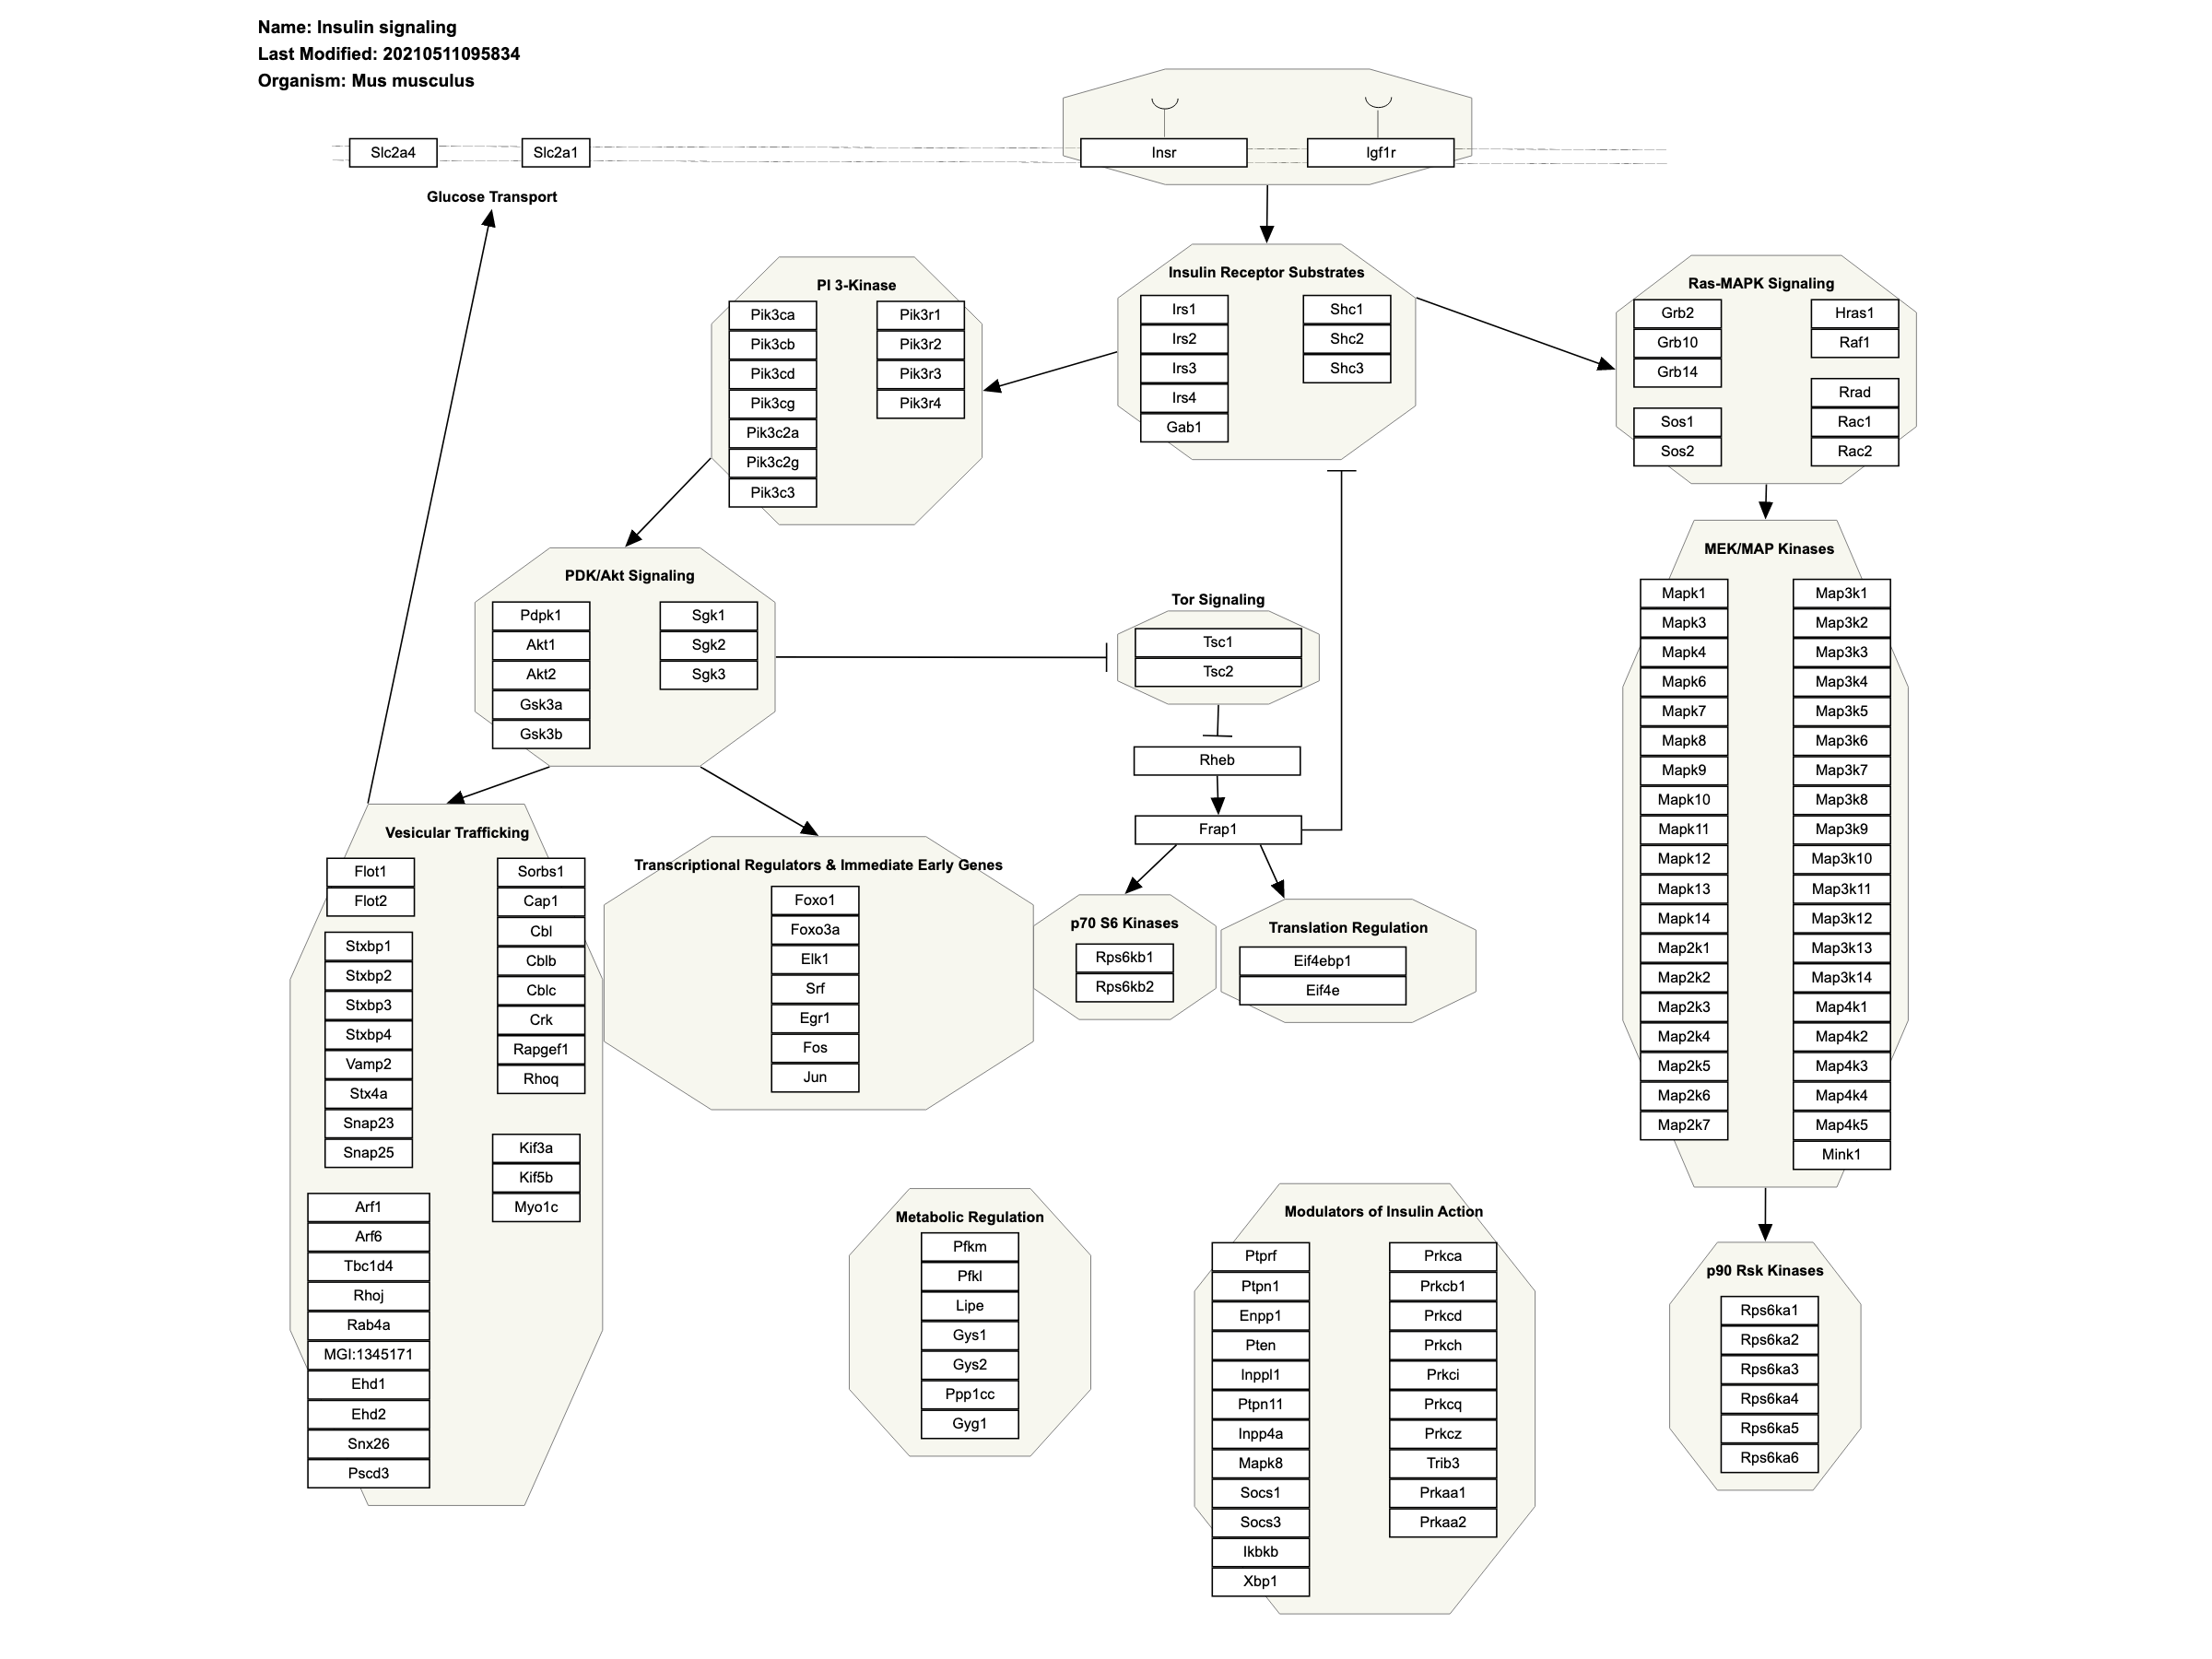 Name: Insulin signaling
Last Modified: 20210511095834
Organism: Mus musculus
Slc2a4
Slc2a1
Insr
Igf1r
Glucose Transport
Insulin Receptor Substrates
Irs1
Irs2
Irs3
Irs4
Gab1
Shc1
Shc2
Shc3
PI 3-Kinase
Pik3ca
Pik3cb
Pik3cd
Pik3cg
Pik3c2a
Pik3c2g
Pik3c3
Pik3r1
Pik3r2
Pik3r3
Pik3r4
Ras-MAPK Signaling
Grb2
Grb10
Grb14
Sos1
Sos2
Hras1
Raf1
Rrad
Rac1
Rac2
PDK/Akt Signaling
Pdpk1
Akt1
Akt2
Gsk3a
Gsk3b
Sgk1
Sgk2
Sgk3
Tor Signaling
Tsc1
Tsc2
Rheb
Frap1
MEK/MAP Kinases
Mapk1
Mapk3
Mapk4
Mapk6
Mapk7
Mapk8
Mapk9
Mapk10
Mapk11
Mapk12
Mapk13
Mapk14
Map2k1
Map2k2
Map2k3
Map2k4
Map2k5
Map2k6
Map2k7
Map3k1
Map3k2
Map3k3
Map3k4
Map3k5
Map3k6
Map3k7
Map3k8
Map3k9
Map3k10
Map3k11
Map3k12
Map3k13
Map3k14
Map4k1
Map4k2
Map4k3
Map4k4
Map4k5
Mink1
Vesicular Trafficking
Flot1
Flot2
Stxbp1
Stxbp2
Stxbp3
Stxbp4
Vamp2
Stx4a
Snap23
Snap25
Arf1
Arf6
Tbc1d4
Rhoj
Rab4a
MGI:1345171
Ehd1
Ehd2
Snx26
Pscd3
Sorbs1
Cap1
Cbl
Cblb
Cblc
Crk
Rapgef1
Rhoq
Kif3a
Kif5b
Myo1c
Transcriptional Regulators & Immediate Early Genes
Foxo1
Foxo3a
Elk1
Srf
Egr1
Fos
Jun
p70 S6 Kinases
Rps6kb1
Rps6kb2
Translation Regulation
Eif4ebp1
Eif4e
Metabolic Regulation
Pfkm
Pfkl
Lipe
Gys1
Gys2
Ppp1cc
Gyg1
Modulators of Insulin Action
Ptprf
Ptpn1
Enpp1
Pten
Inppl1
Ptpn11
Inpp4a
Mapk8
Socs1
Socs3
Ikbkb
Xbp1
Prkca
Prkcb1
Prkcd
Prkch
Prkci
Prkcq
Prkcz
Trib3
Prkaa1
Prkaa2
p90 Rsk Kinases
Rps6ka1
Rps6ka2
Rps6ka3
Rps6ka4
Rps6ka5
Rps6ka6